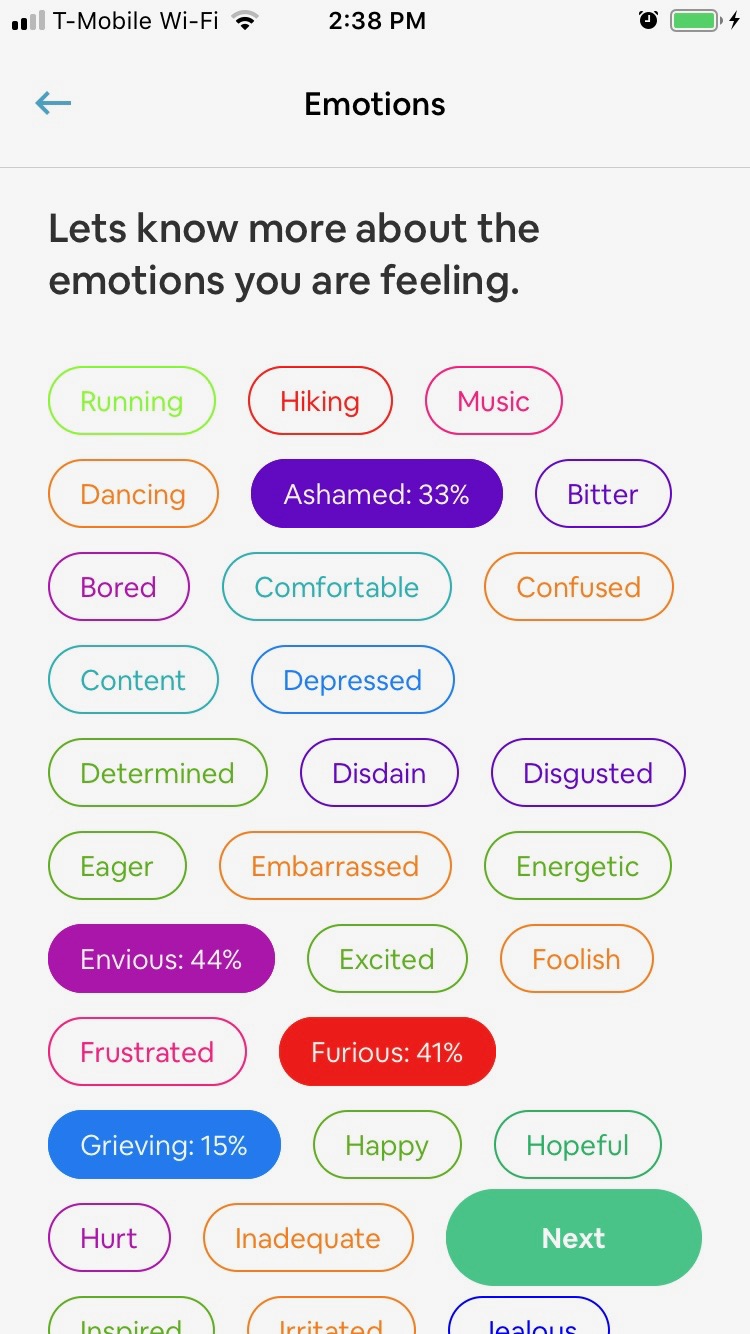 T-Mobile Wi-Fi 2:38 PM
Emotions
Lets know more about the
emotions you are feeling.
Running Hiking Music
Dancing Ashamed: 33% Bitter
Bored Comfortable Confused
Content Depressed
Determined Disdain Disgusted
Eager Embarrassed Energetic
Envious: 44% Excited Foolish
Frustrated Furious: 41%
Grieving: 15% Happy Hopeful
Hurt Inadequate Next
Inspired Irritated Jealous